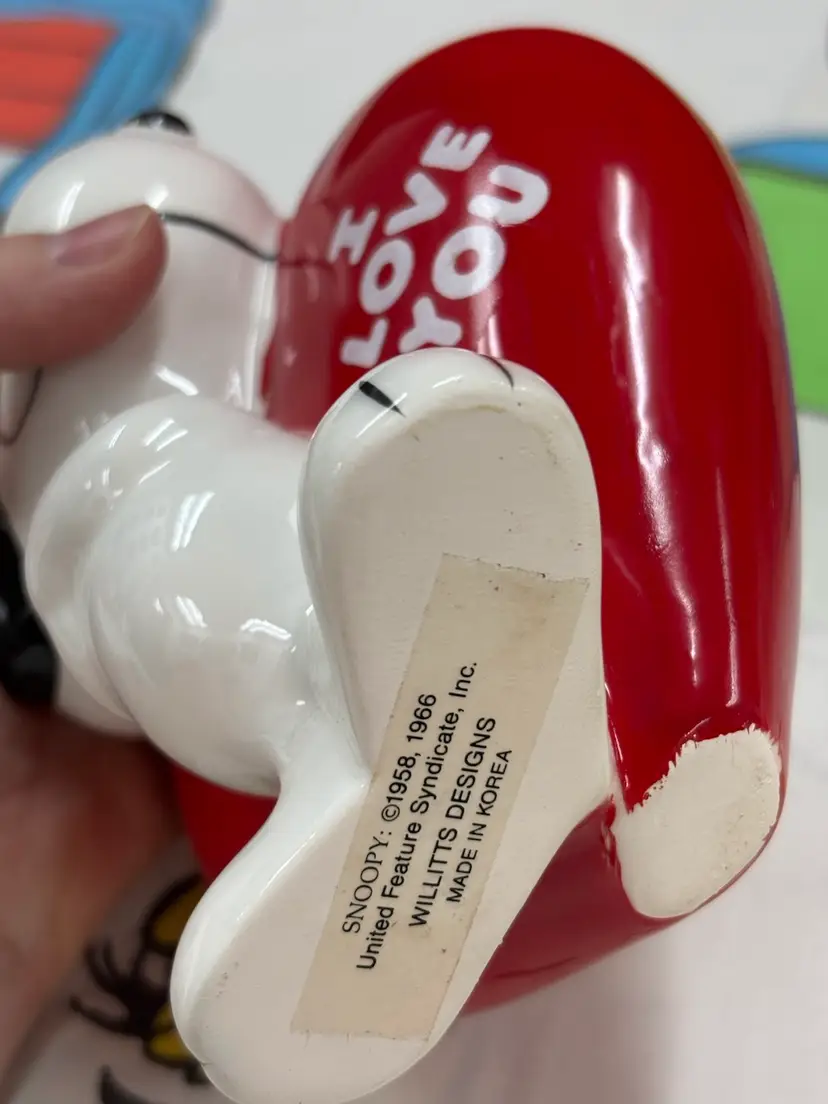 I
LOVE
YOU
SNOOPY: ©1958, 1966
United Feature Syndicate, Inc.
WILLITTS DESIGNS
MADE IN KOREA